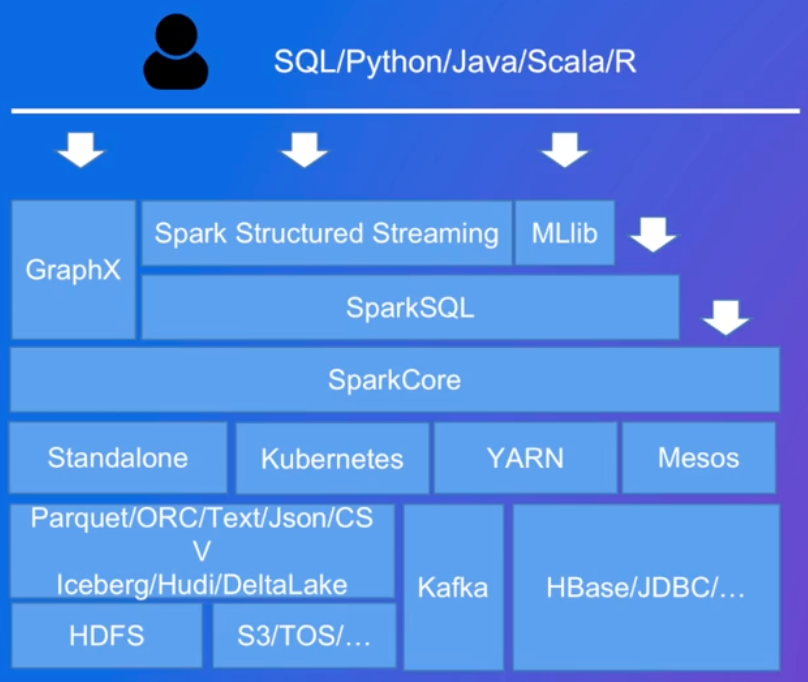 SQL/Python/Java/Scala/R
GraphX
Spark Structured Streaming
MLlib
SparkSQL
SparkCore
Standalone
Kubernetes
YARN
Mesos
Parquet/ORC/Text/Json/CS
V
Iceberg/Hudi/DeltaLake
Kafka
HBase/JDBC/...
HDFS
S3/TOS/...